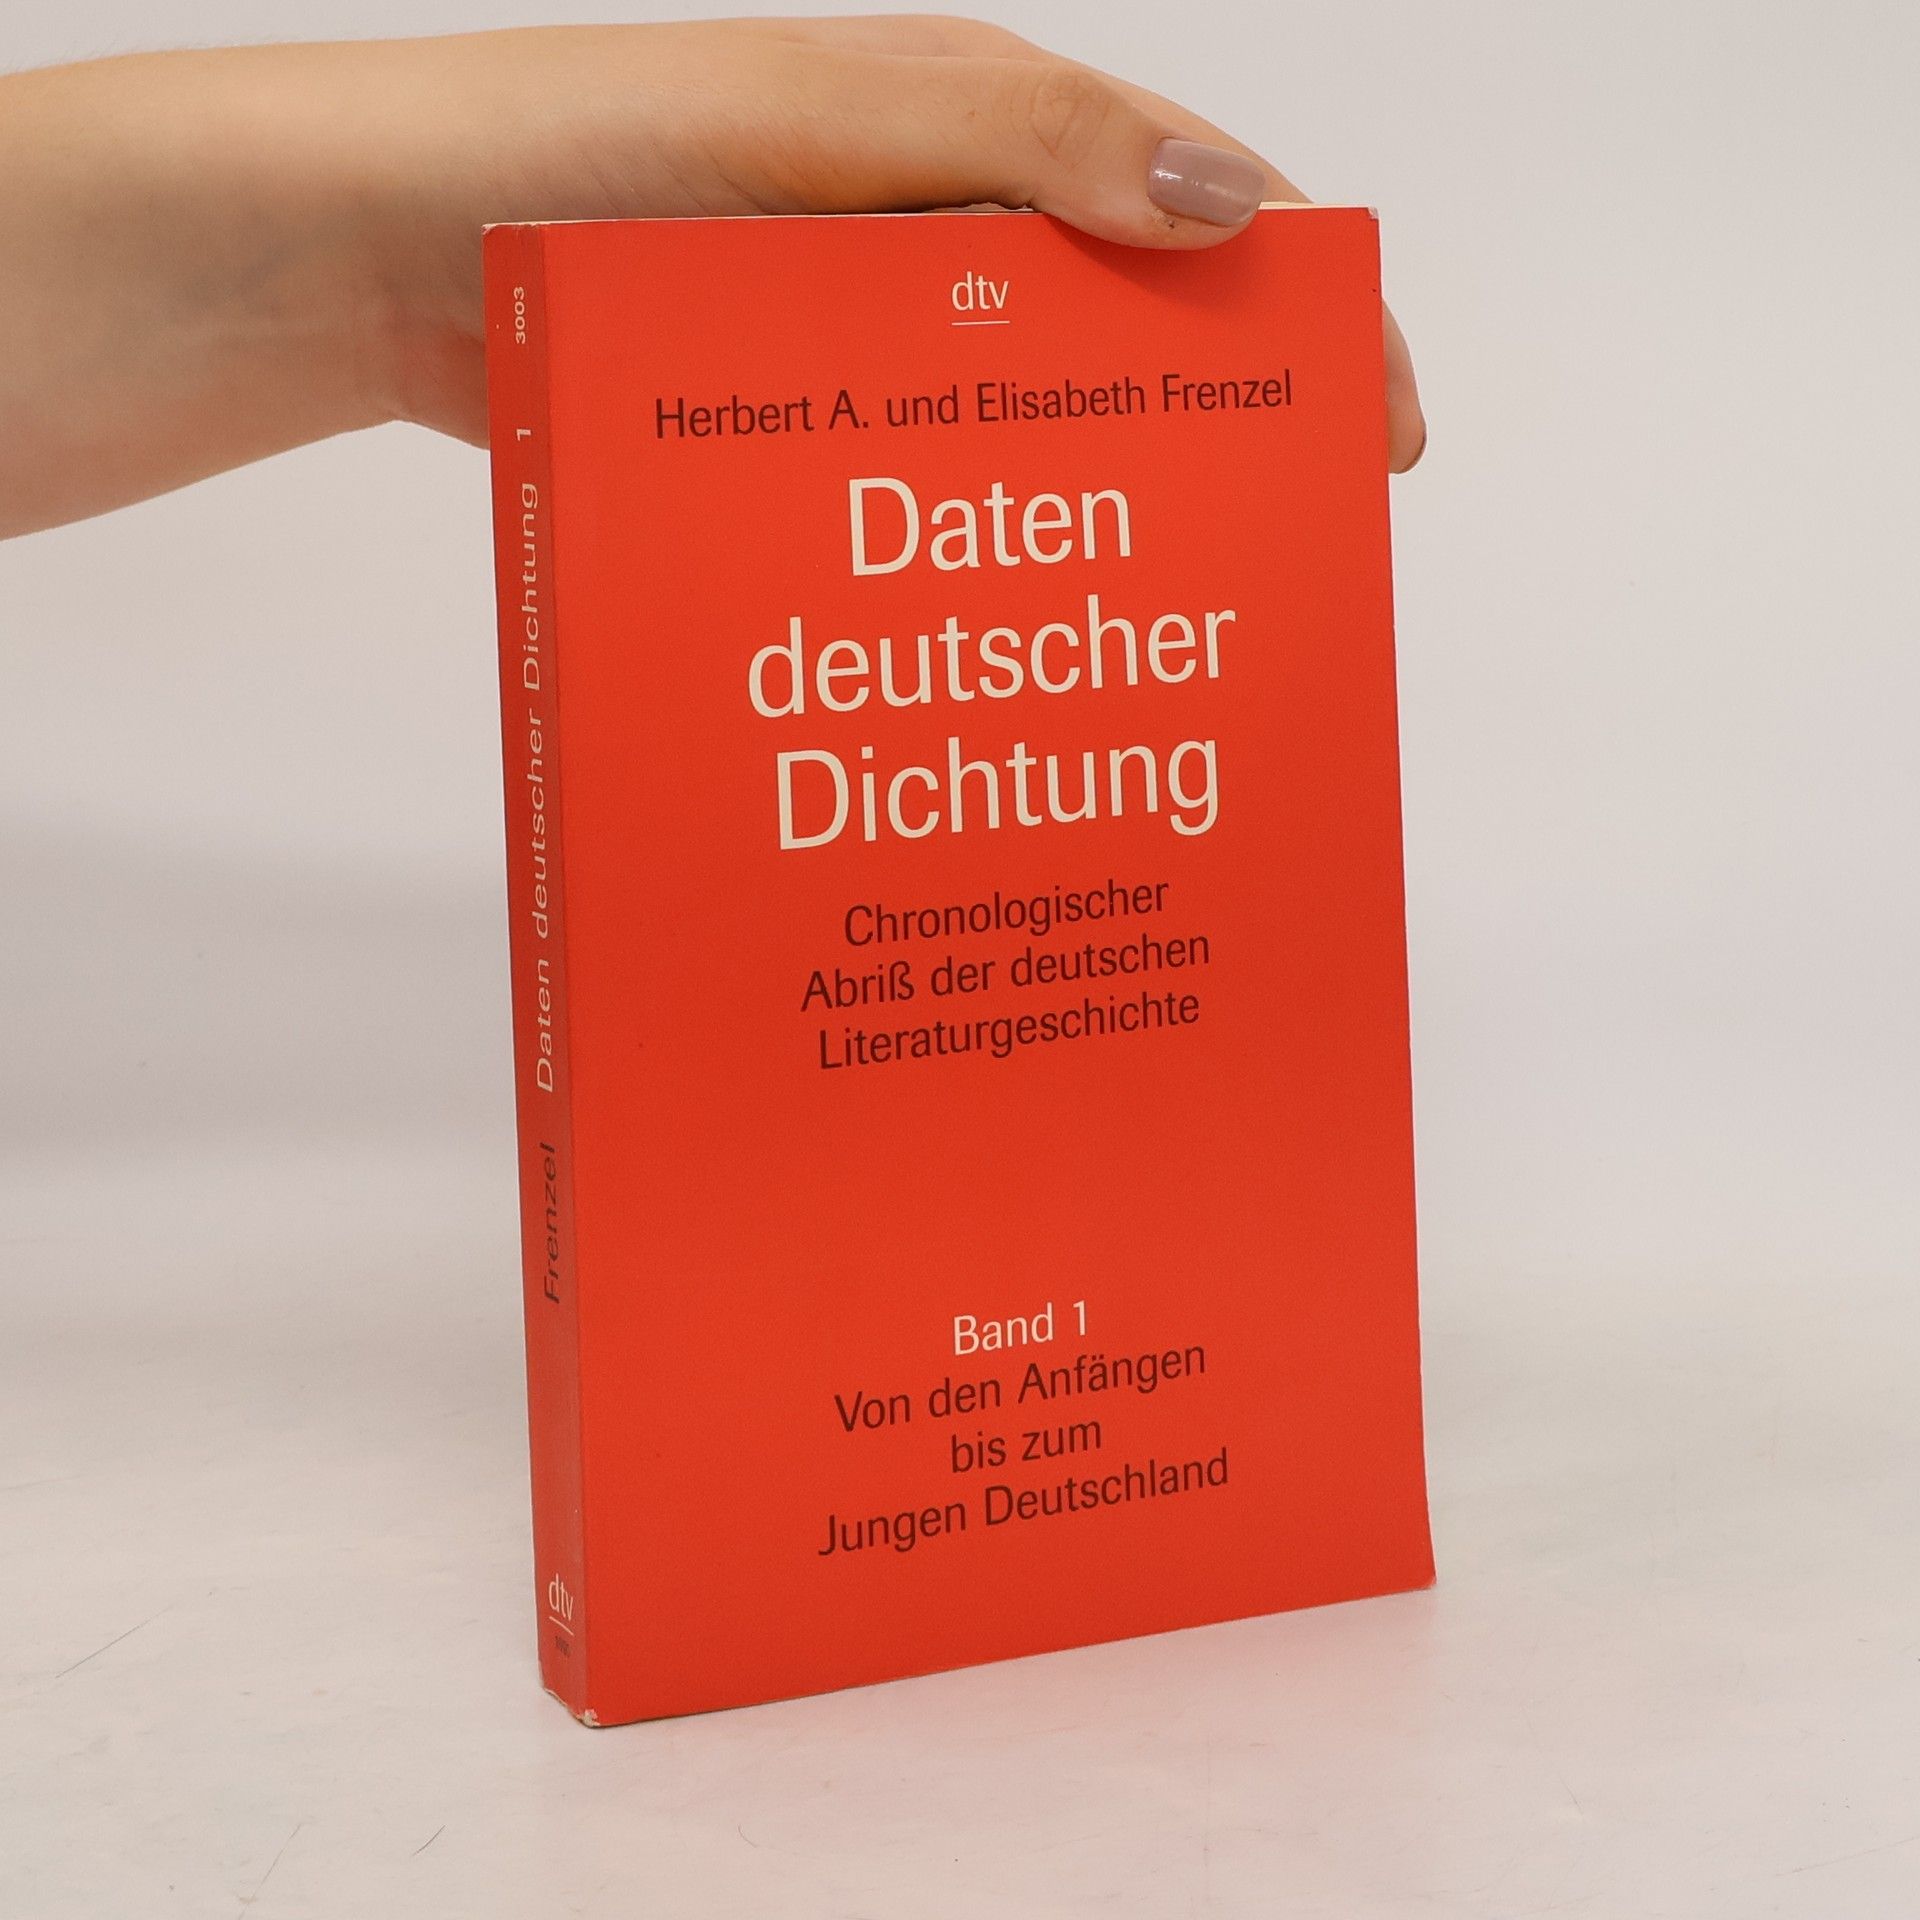 dtv
Herbert A. und Elisabeth Frenzel
Daten
deutscher
Dichtung
Chronologischer
Abriß der deutschen
Literaturgeschichte
Band 1
Von den Anfängen
bis zum
Jungen Deutschland
Frenzel Daten deutscher Dichtung 1 3003
dtv